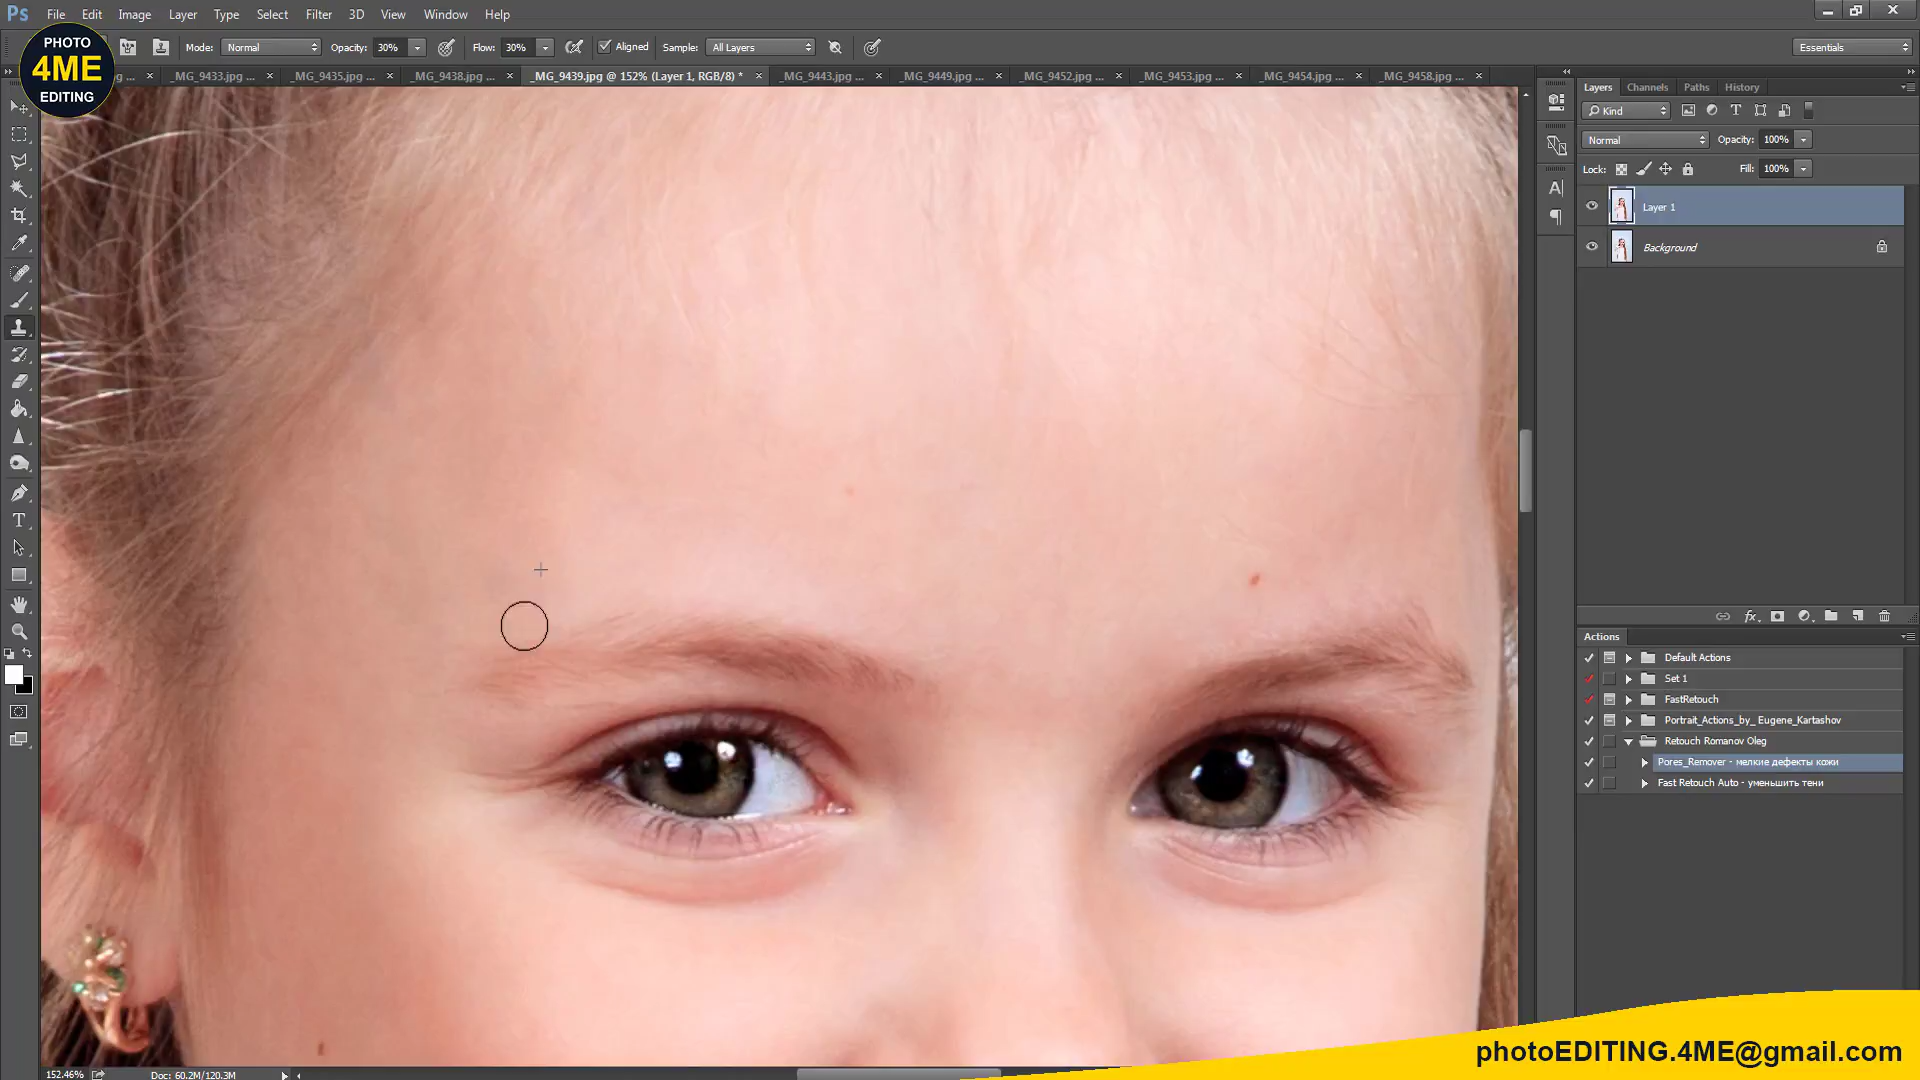 Ps File Edit Image Layer Type Select Filter 3D View Window Help
PHOTO
4ME
EDITING
Mode: Normal Opacity: 30% Flow: 30% Aligned Sample: All Layers Essentials
_MG_9433.jpg ... _MG_9435.jpg ... _MG_9438.jpg ... _MG_9439.jpg @ 152% (Layer 1, RGB/8) * _MG_9443.jpg ... _MG_9449.jpg ... _MG_9452.jpg ... _MG_9453.jpg ... _MG_9454.jpg ... _MG_9458.jpg ...
Layers Channels Paths History
Kind
Normal Opacity: 100%
Lock: Fill: 100%
Layer 1
Background
Actions
Default Actions
Set 1
FastRetouch
Portrait_Actions_by_ Eugene_Kartashov
Retouch Romanov Oleg
Pores_Remover - мелкие дефекты кожи
Fast Retouch Auto - уменьшить тени
photoEDITING.4ME@gmail.com
152.46% Doc: 60.2M/120.3M